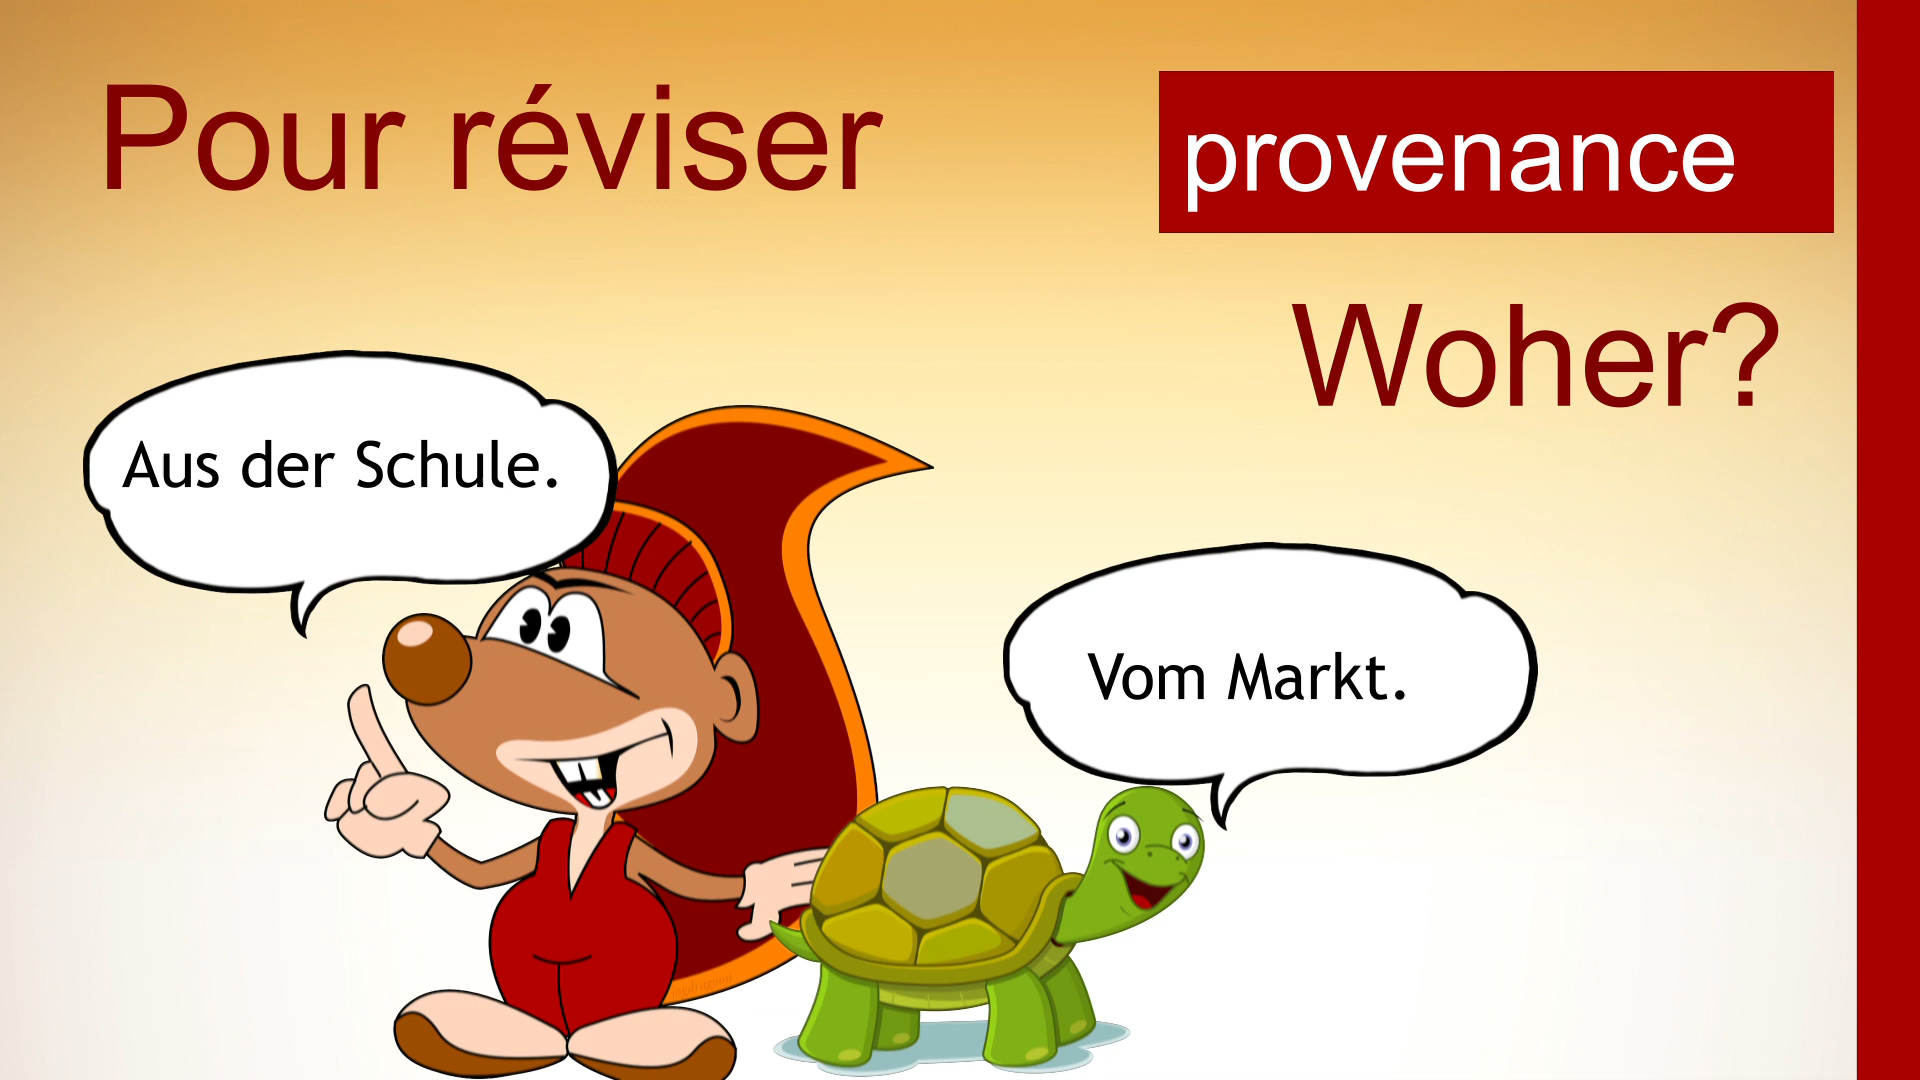 Pour réviser
provenance
Woher?
Aus der Schule.
Vom Markt.